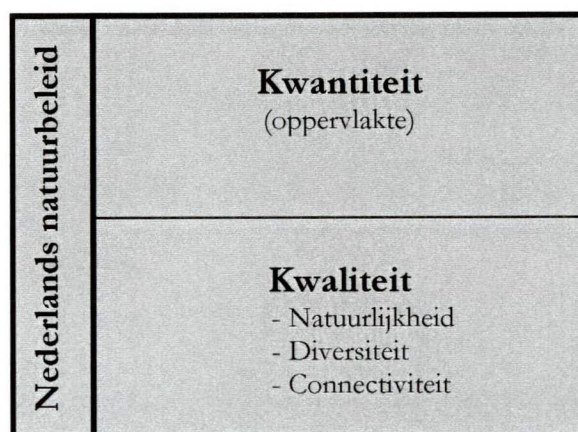 Nederlands natuurbeleid
Kwantiteit
(oppervlakte)
Kwaliteit
- Natuurlijkheid
- Diversiteit
- Connectiviteit